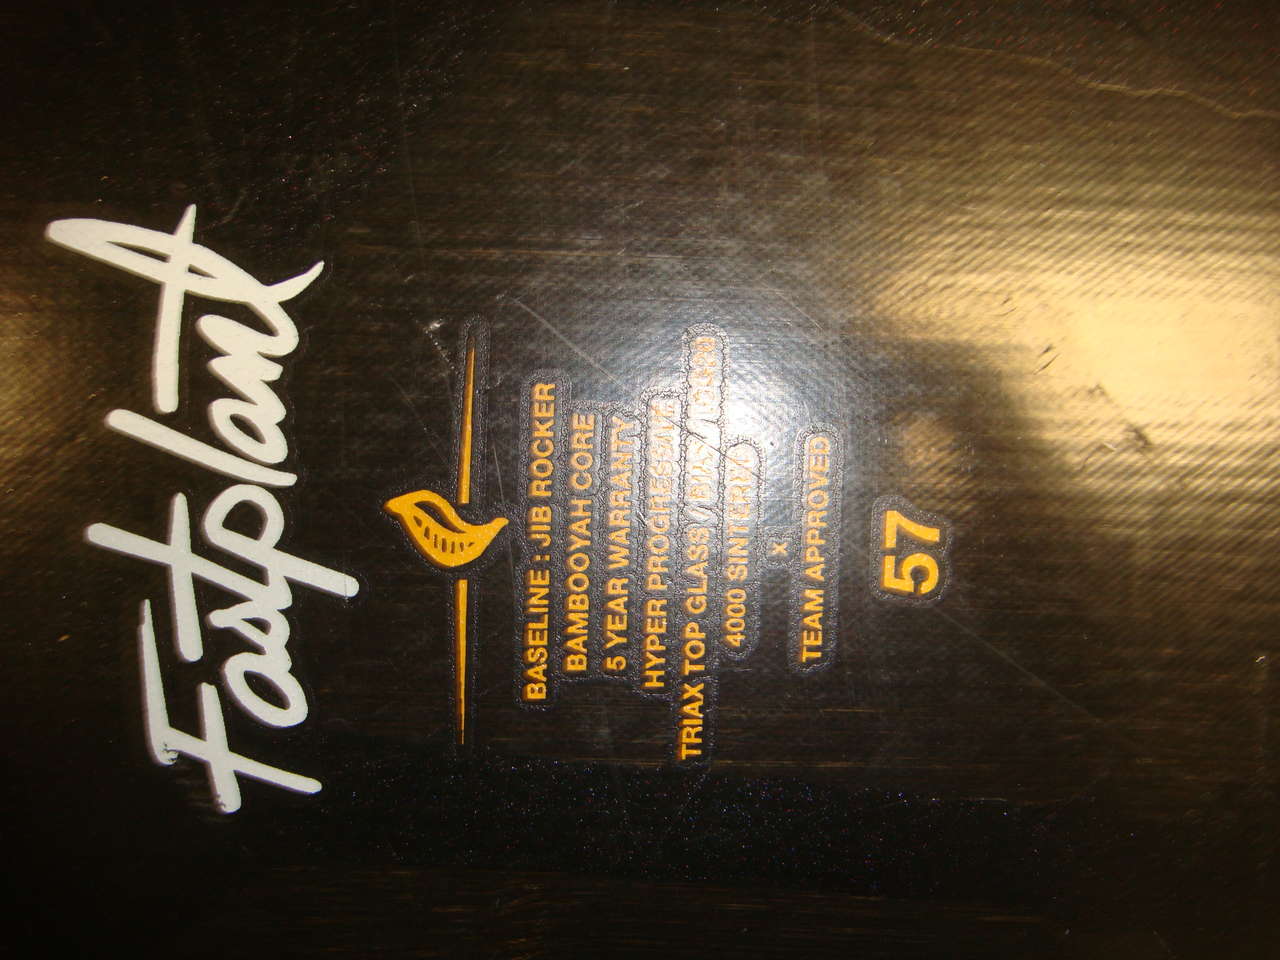 Fastplant
BASELINE : JIB ROCKER
BAMBOOYAH CORE
5 YEAR WARRANTY
HYPER PROGRESSIVE
TRIAX TOP GLASS / BIAX /
4000 SINTERED
X
TEAM APPROVED
57